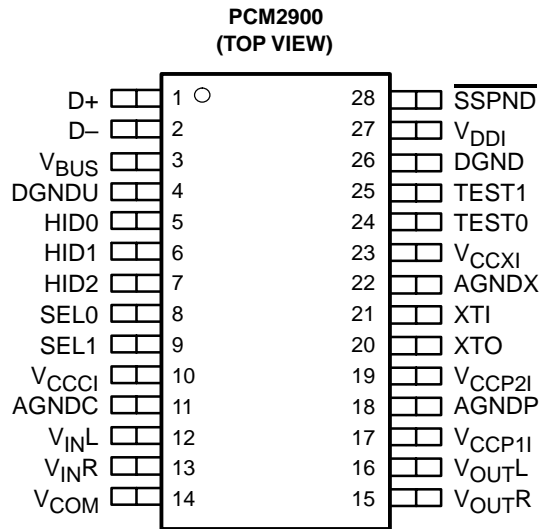 PCM2900
(TOP VIEW)
D+ 1 28 SSPND
D– 2 27 VDDI
VBUS 3 26 DGND
DGNDU 4 25 TEST1
HID0 5 24 TEST0
HID1 6 23 VCCXI
HID2 7 22 AGNDX
SEL0 8 21 XTI
SEL1 9 20 XTO
VCCCI 10 19 VCCP2I
AGNDC 11 18 AGNDP
VINL 12 17 VCCP1I
VINR 13 16 VOUTL
VCOM 14 15 VOUTR